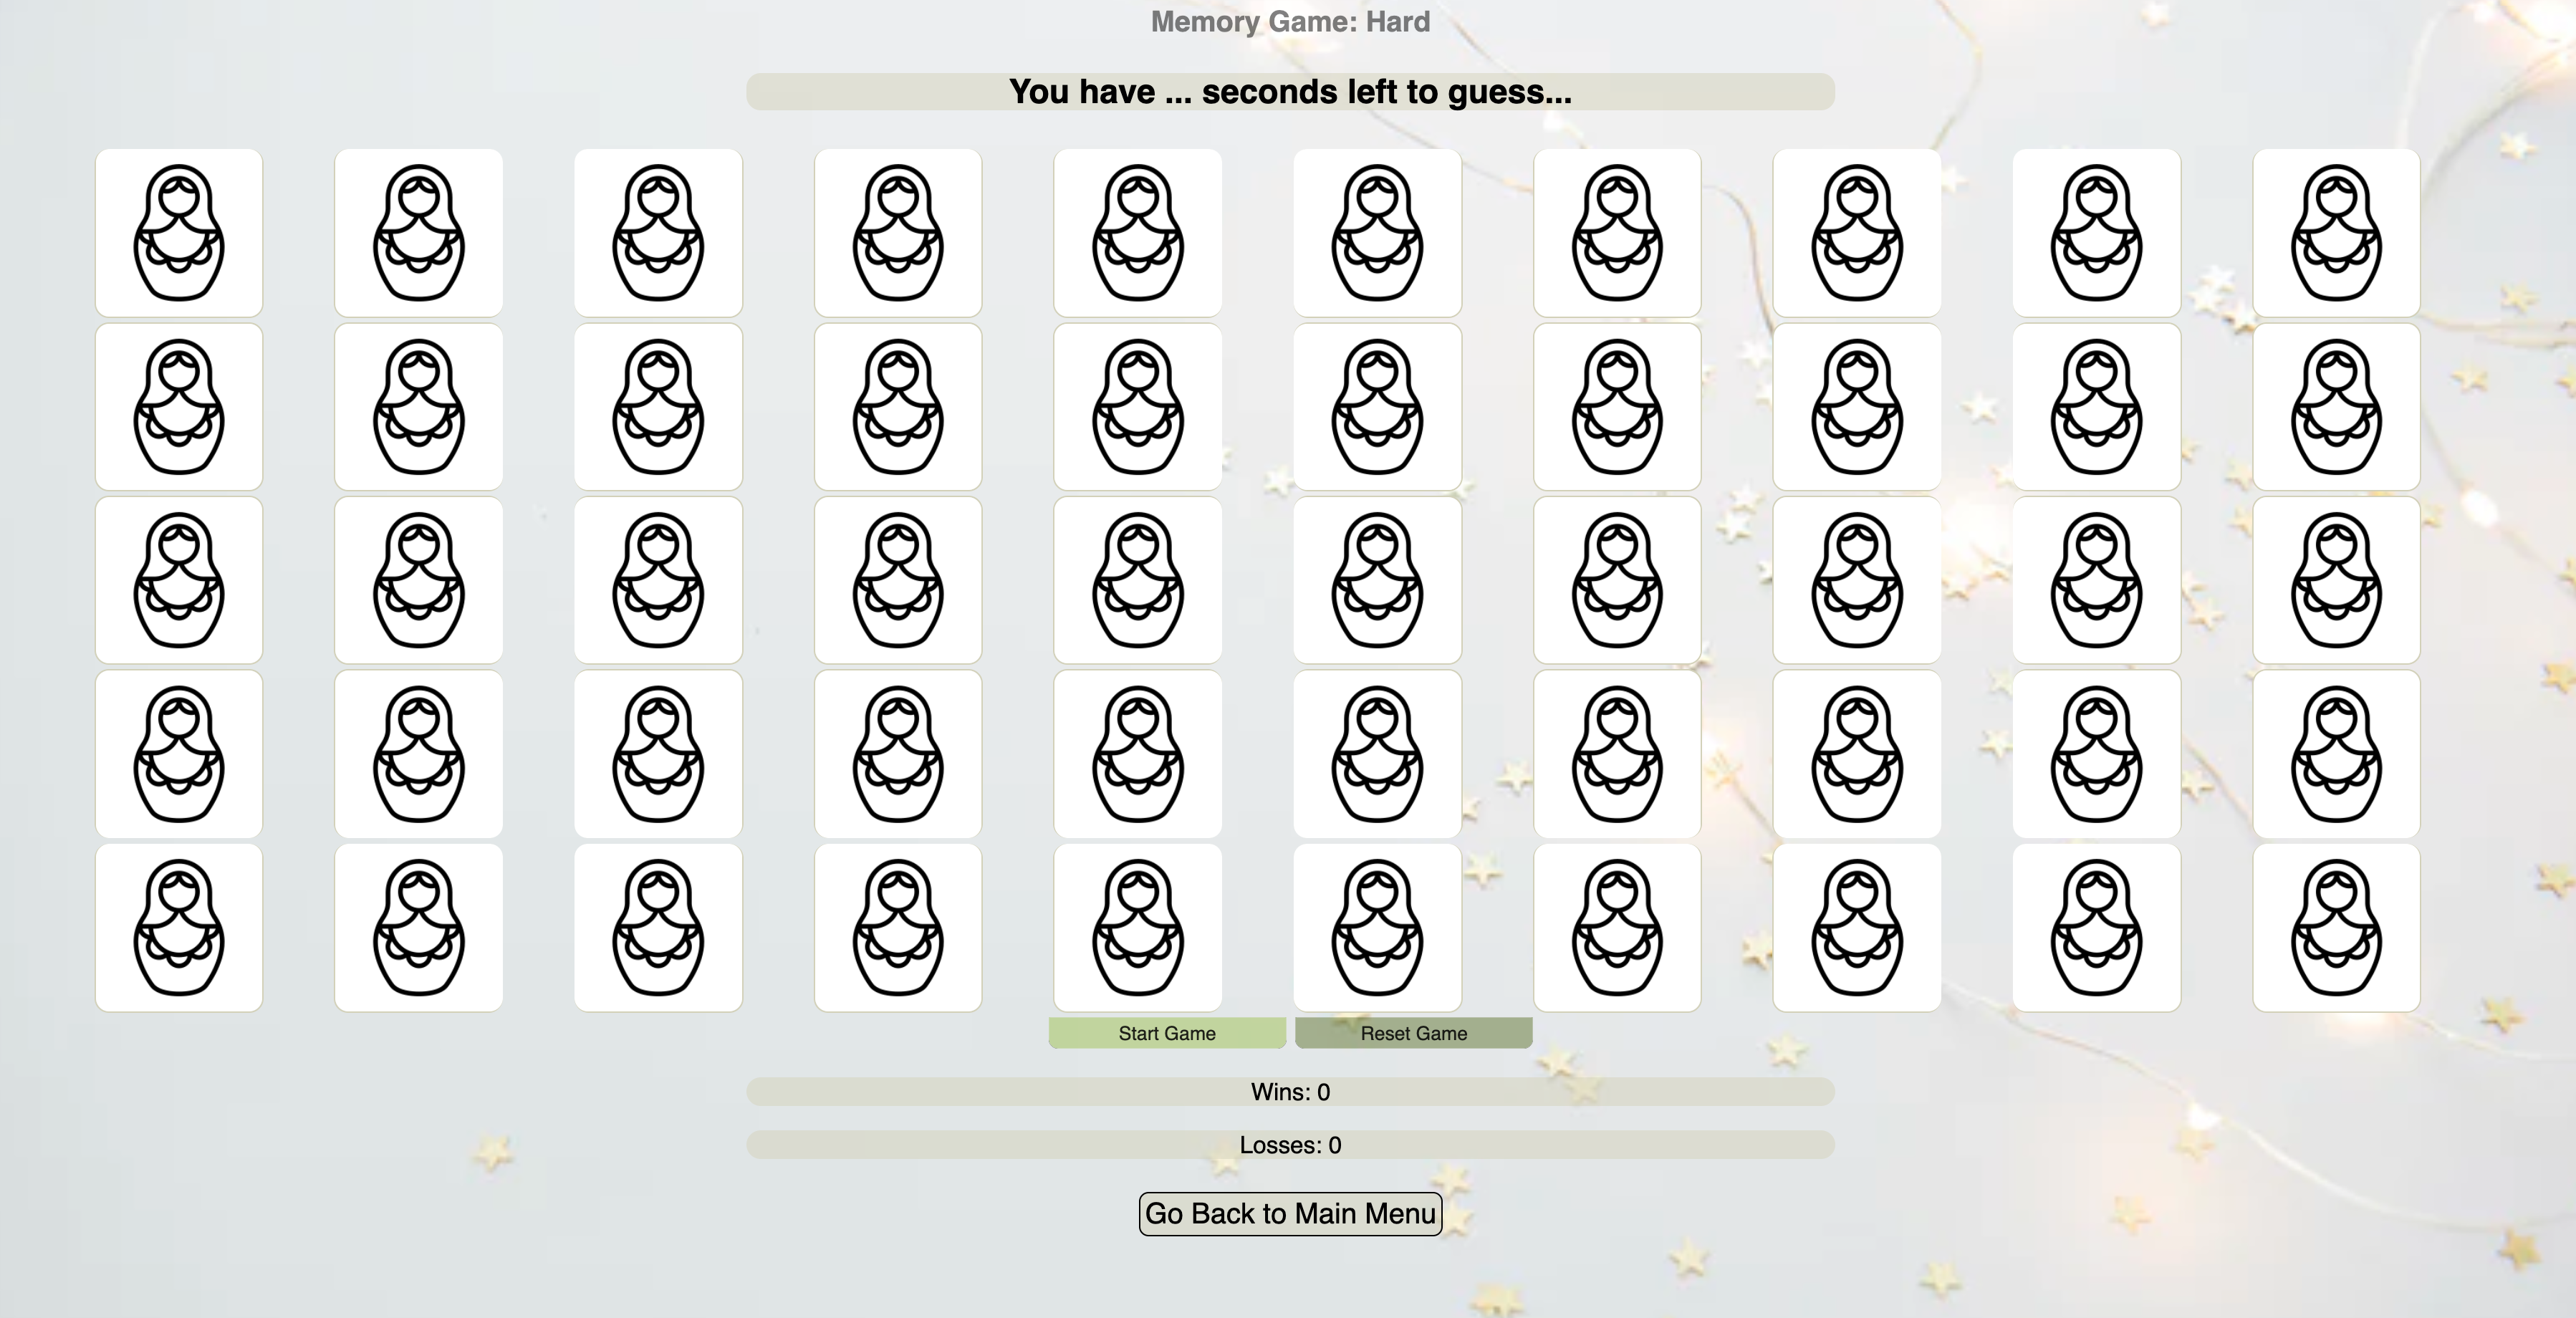 Memory Game: Hard
You have ... seconds left to guess...
Start Game
Reset Game
Wins: 0
Losses: 0
Go Back to Main Menu